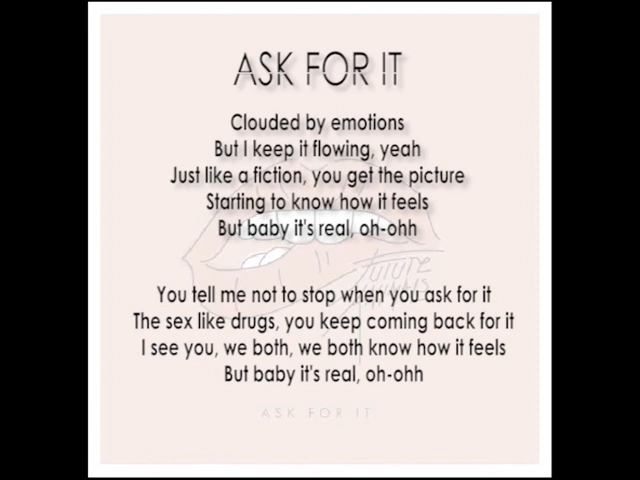 ASK FOR IT
Clouded by emotions
But I keep it flowing, yeah
Just like a fiction, you get the picture
Starting to know how it feels
But baby it's real, oh-ohh
FUTURE
You tell me not to stop when you ask for it
The sex like drugs, you keep coming back for it
I see you, we both, we both know how it feels
But baby it's real, oh-ohh
ASK FOR IT